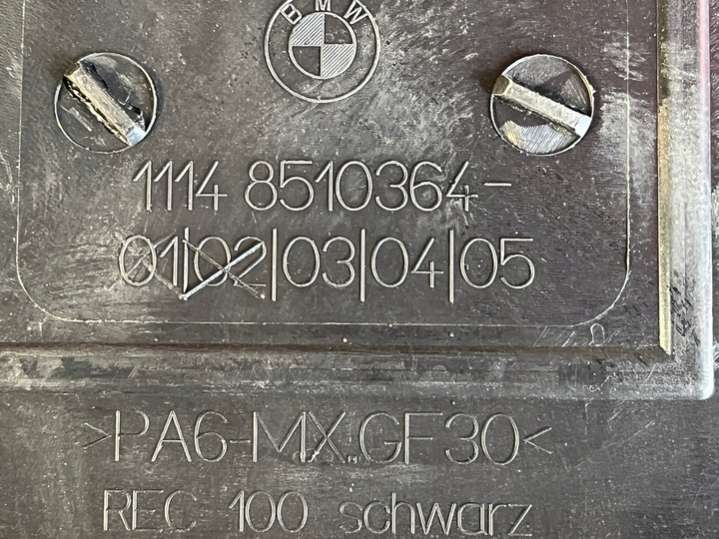 BMW
1114 8510364-
01|02|03|04|05
>PA6-MX,GF30<
REC 100 schwarz